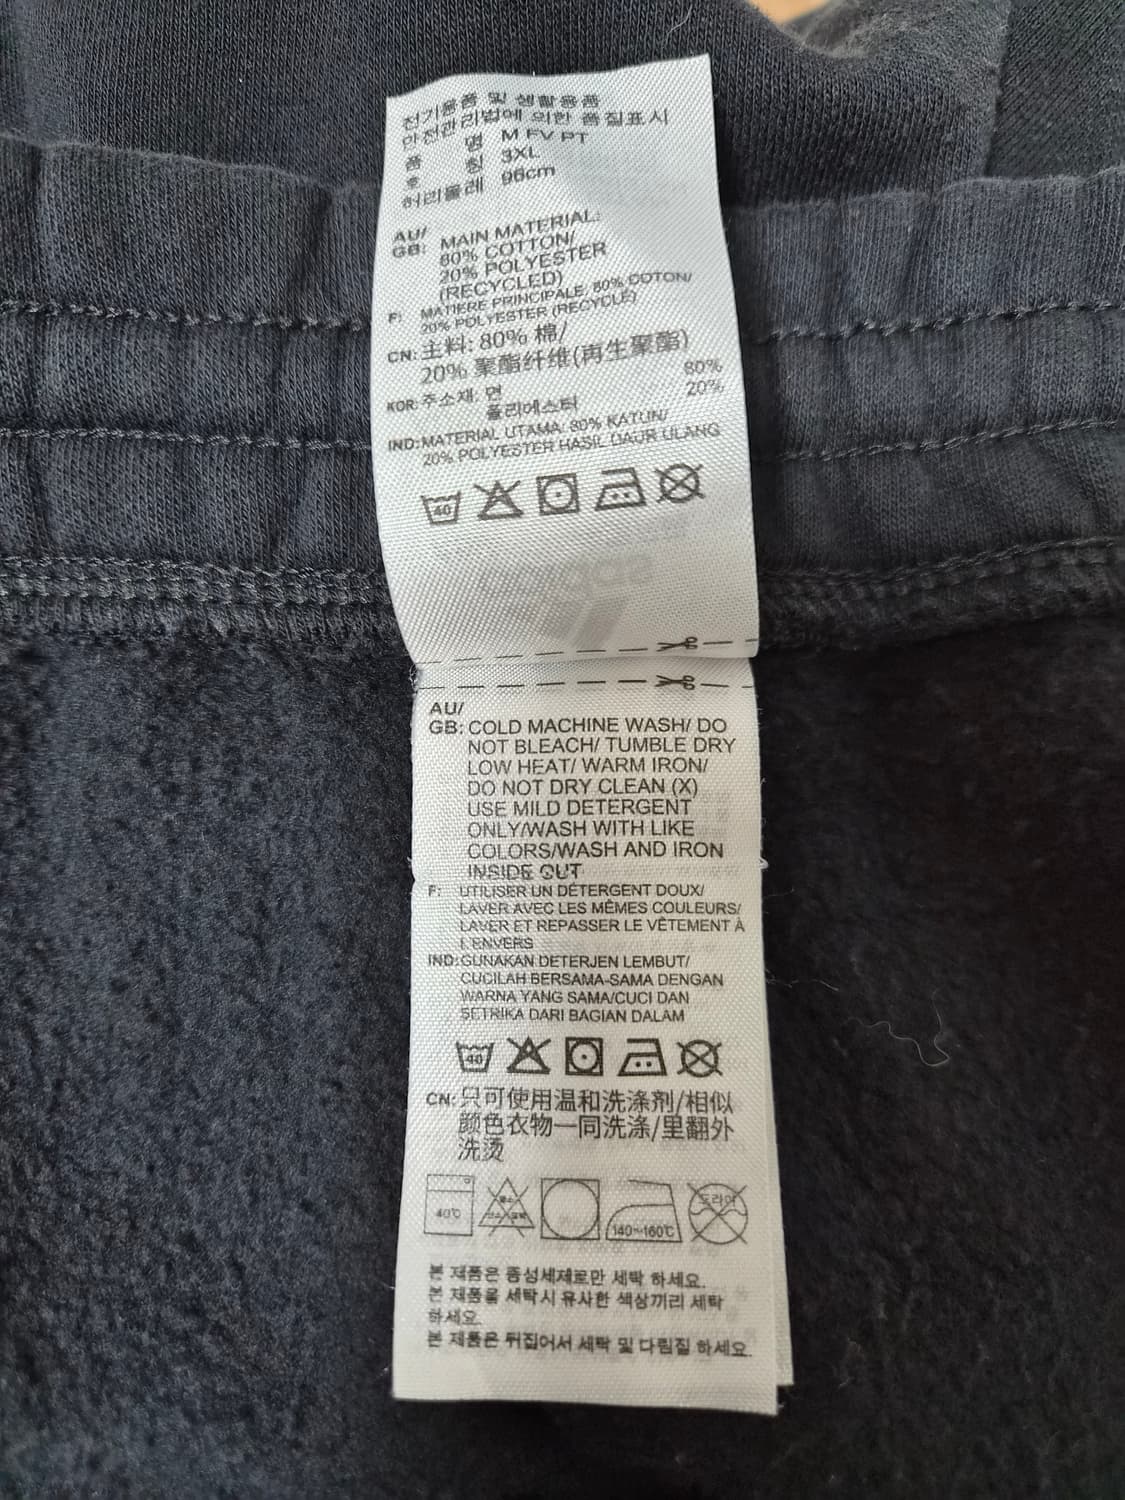 전기용품 및 생활용품
안전관리법에 의한 품질표시
품 명 M FV PT
호 칭 3XL
허리둘레 96cm
AU/
GB: MAIN MATERIAL:
80% COTTON/
20% POLYESTER
(RECYCLED)
F: MATIÈRE PRINCIPALE: 80% COTON/
20% POLYESTER (RECYCLÉ)
CN: 主料: 80% 棉/
20% 聚酯纤维(再生聚酯)
KOR: 주소재: 면 80%
폴리에스터 20%
IND: MATERIAL UTAMA: 80% KATUN/
20% POLYESTER HASIL DAUR ULANG
40
adidas
AU/
GB: COLD MACHINE WASH/ DO
NOT BLEACH/ TUMBLE DRY
LOW HEAT/ WARM IRON/
DO NOT DRY CLEAN (X)
USE MILD DETERGENT
ONLY/WASH WITH LIKE
COLORS/WASH AND IRON
INSIDE OUT
F: UTILISER UN DÉTERGENT DOUX/
LAVER AVEC LES MÊMES COULEURS/
LAVER ET REPASSER LE VÊTEMENT À
L'ENVERS
IND: GUNAKAN DETERJEN LEMBUT/
CUCILAH BERSAMA-SAMA DENGAN
WARNA YANG SAMA/CUCI DAN
SETRIKA DARI BAGIAN DALAM
40
CN: 只可使用温和洗涤剂/相似
颜色衣物一同洗涤/里翻外
洗烫
40℃ 140~160℃ 드라이
본 제품은 중성세제로만 세탁 하세요.
본 제품을 세탁시 유사한 색상끼리 세탁
하세요.
본 제품은 뒤집어서 세탁 및 다림질 하세요.